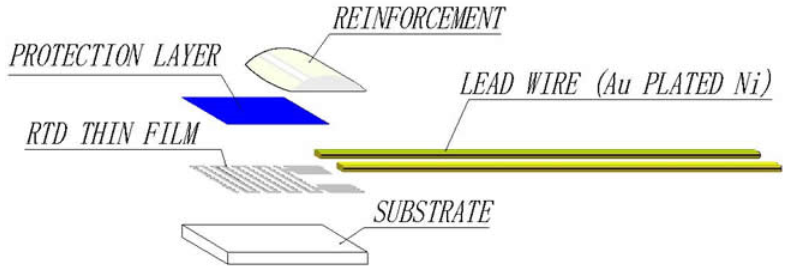 REINFORCEMENT
PROTECTION LAYER
LEAD WIRE (Au PLATED Ni)
RTD THIN FILM
SUBSTRATE